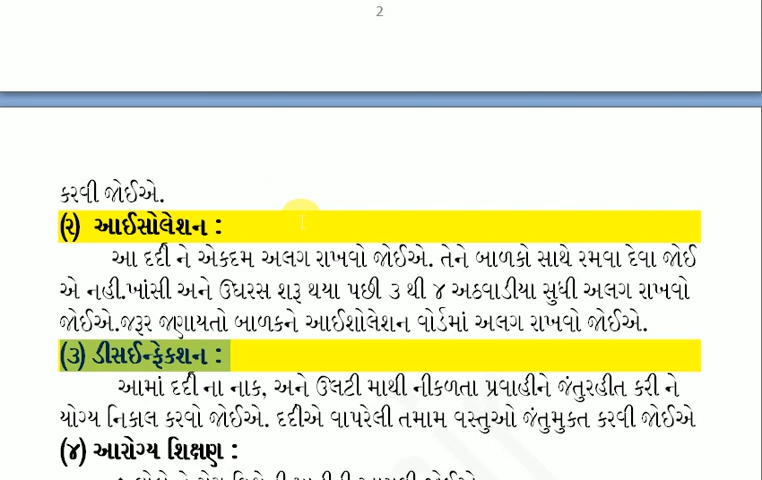 2
કરવી જોઈએ.
(૨) આઈસોલેશન :
આ દર્દી ને એકદમ અલગ રાખવો જોઈએ. તેને બાળકો સાથે રમવા દેવા જોઈ
એ નહી.ખાંસી અને ઉધરસ શરૂ થયા પછી ૩ થી ૪ અઠવાડીયા સુધી અલગ રાખવો
જોઈએ.જરૂર જણાયતો બાળકને આઈશોલેશન વોર્ડમાં અલગ રાખવો જોઈએ.
(૩) ડીસઈન્ફેકશન :
આમાં દર્દી ના નાક, અને ઉલટી માથી નીકળતા પ્રવાહીને જંતુરહીત કરી ને
યોગ્ય નિકાલ કરવો જોઈએ. દર્દીએ વાપરેલી તમામ વસ્તુઓ જંતુમુકત કરવી જોઈએ
(૪) આરોગ્ય શિક્ષણ :